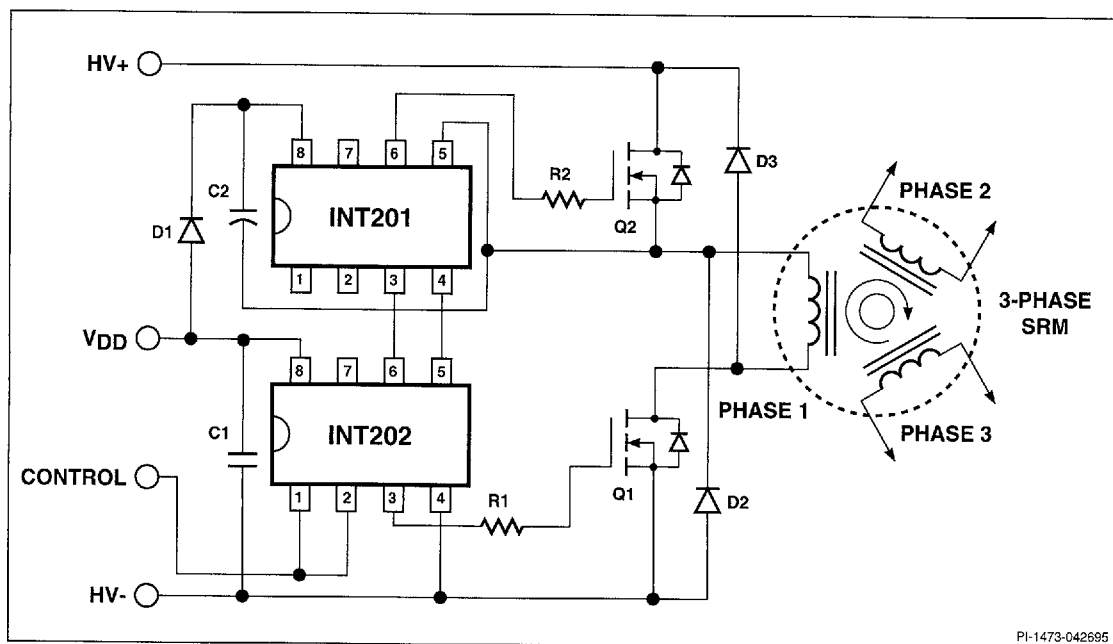 HV+
8
7
6
5
D3
C2
R2
PHASE 2
INT201
D1
Q2
1
2
3
4
3-PHASE
SRM
VDD
8
7
6
5
PHASE 1
INT202
PHASE 3
C1
CONTROL
Q1
D2
1
2
3
4
R1
HV-
PI-1473-042695